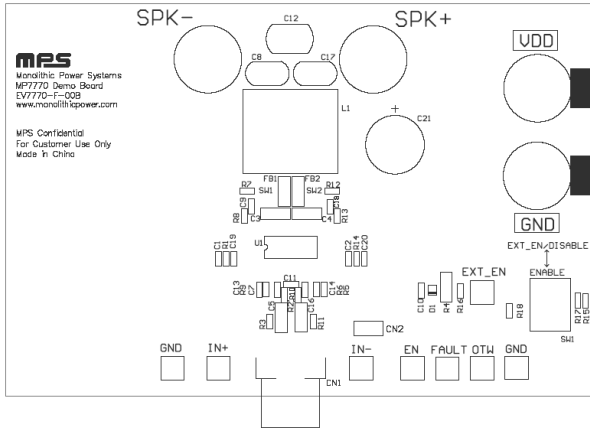 SPK-
C12
SPK+
C8
C17
VDD
MPS
Monolithic Power Systems
MP7770 Demo Board
EV7770-F-00B
www.monolithicpower.com
MPS Confidential
For Customer Use Only
Made in China
L1
+
C21
FB1
FB2
R7
SW1
SW2
R12
C9
C18
R8
C3
C4
R13
GND
U1
EXT_EN/DISABLE
C1
R1
C19
C2
R14
C20
EXT_EN
ENABLE
C11
C13
R9
C7
R10
C14
R6
R5
C10
D1
R4
R16
C5
R2
C16
R3
R11
R18
R17
R15
CN2
SW1
GND
IN+
IN-
EN
FAULT
OTW
GND
CN1